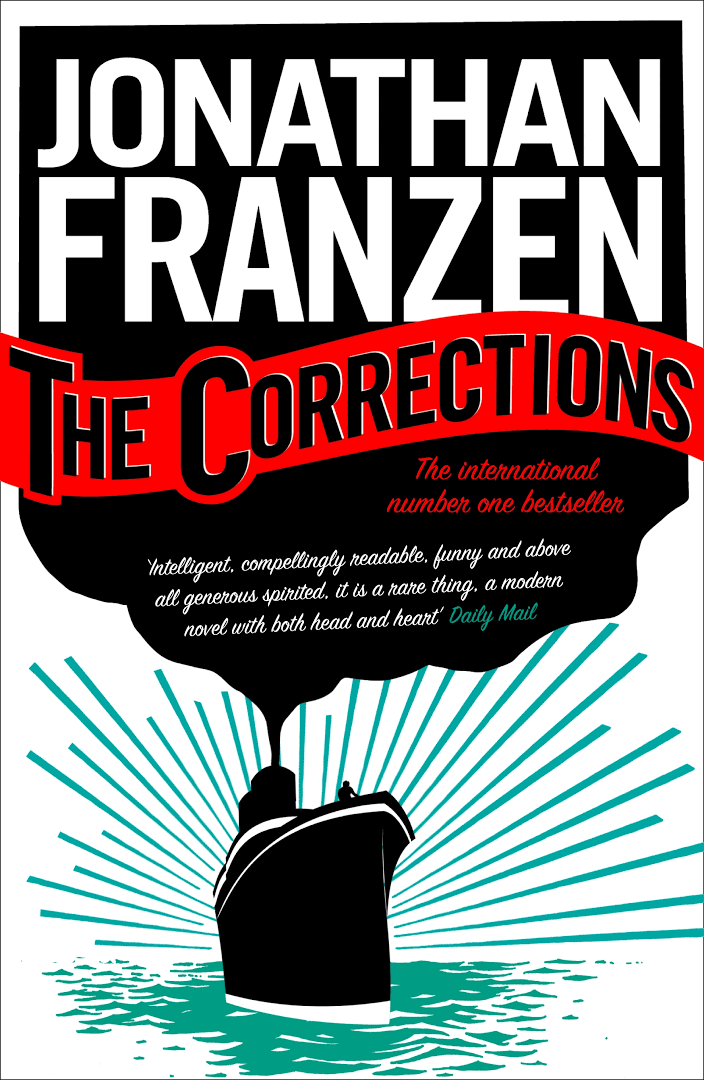 JONATHAN
FRANZEN
THE CORRECTIONS
The international
number one bestseller
‘Intelligent, compellingly readable, funny and above
all generous spirited, it is a rare thing, a modern
novel with both head and heart’ Daily Mail